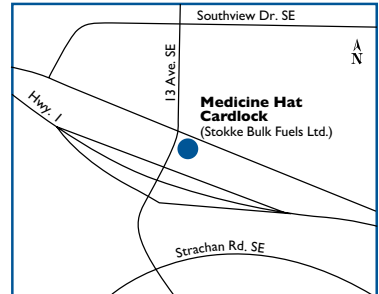 Southview Dr. SE
N
13 Ave. SE
Hwy. 1
Medicine Hat
Cardlock
(Stokke Bulk Fuels Ltd.)
Strachan Rd. SE